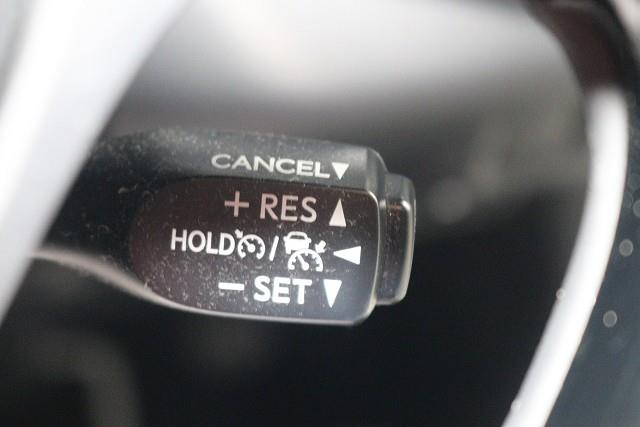 CANCEL▼
+ RES ▲
HOLD / ◀
− SET ▼